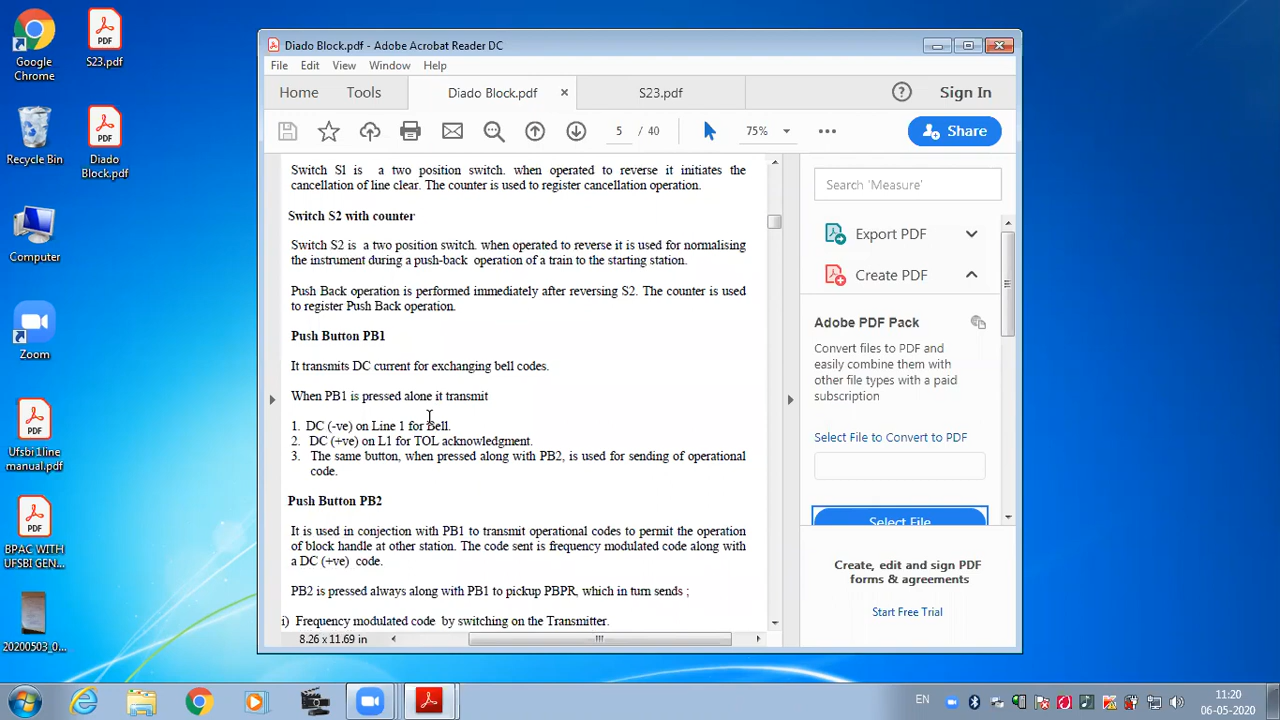 Google
Chrome
S23.pdf
Recycle Bin
Diado
Block.pdf
Computer
Zoom
Ufsbi 1line
manual.pdf
BPAC WITH
UFSBI GEN...
20200503_0...
Diado Block.pdf - Adobe Acrobat Reader DC
File Edit View Window Help
Home Tools Diado Block.pdf × S23.pdf ? Sign In
5 / 40 75% Share
Switch S1 is a two position switch. when operated to reverse it initiates the
cancellation of line clear. The counter is used to register cancellation operation.
Switch S2 with counter
Switch S2 is a two position switch. when operated to reverse it is used for normalising
the instrument during a push-back operation of a train to the starting station.
Push Back operation is performed immediately after reversing S2. The counter is used
to register Push Back operation.
Push Button PB1
It transmits DC current for exchanging bell codes.
When PB1 is pressed alone it transmit
1. DC (-ve) on Line 1 for Bell.
2. DC (+ve) on L1 for TOL acknowledgment.
3. The same button, when pressed along with PB2, is used for sending of operational
code.
Push Button PB2
It is used in conjection with PB1 to transmit operational codes to permit the operation
of block handle at other station. The code sent is frequency modulated code along with
a DC (+ve) code.
PB2 is pressed always along with PB1 to pickup PBPR, which in turn sends ;
i) Frequency modulated code by switching on the Transmitter.
8.26 x 11.69 in
Search 'Measure'
Export PDF
Create PDF
Adobe PDF Pack
Convert files to PDF and
easily combine them with
other file types with a paid
subscription
Select File to Convert to PDF
Select File
Create, edit and sign PDF
forms & agreements
Start Free Trial
EN
11:20
06-05-2020